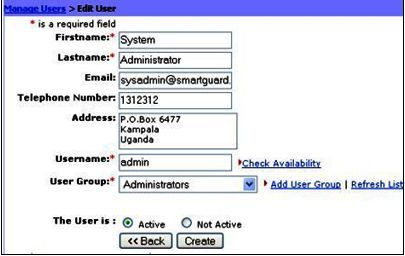 Manage Users > Edit User
* is a required field
Firstname:* System
Lastname:* Administrator
Email: sysadmin@smartguard.
Telephone Number: 1312312
Address: P.O.Box 6477
Kampala
Uganda
Username:* admin Check Availability
User Group:* Administrators Add User Group | Refresh List
The User is : Active Not Active
<< Back Create